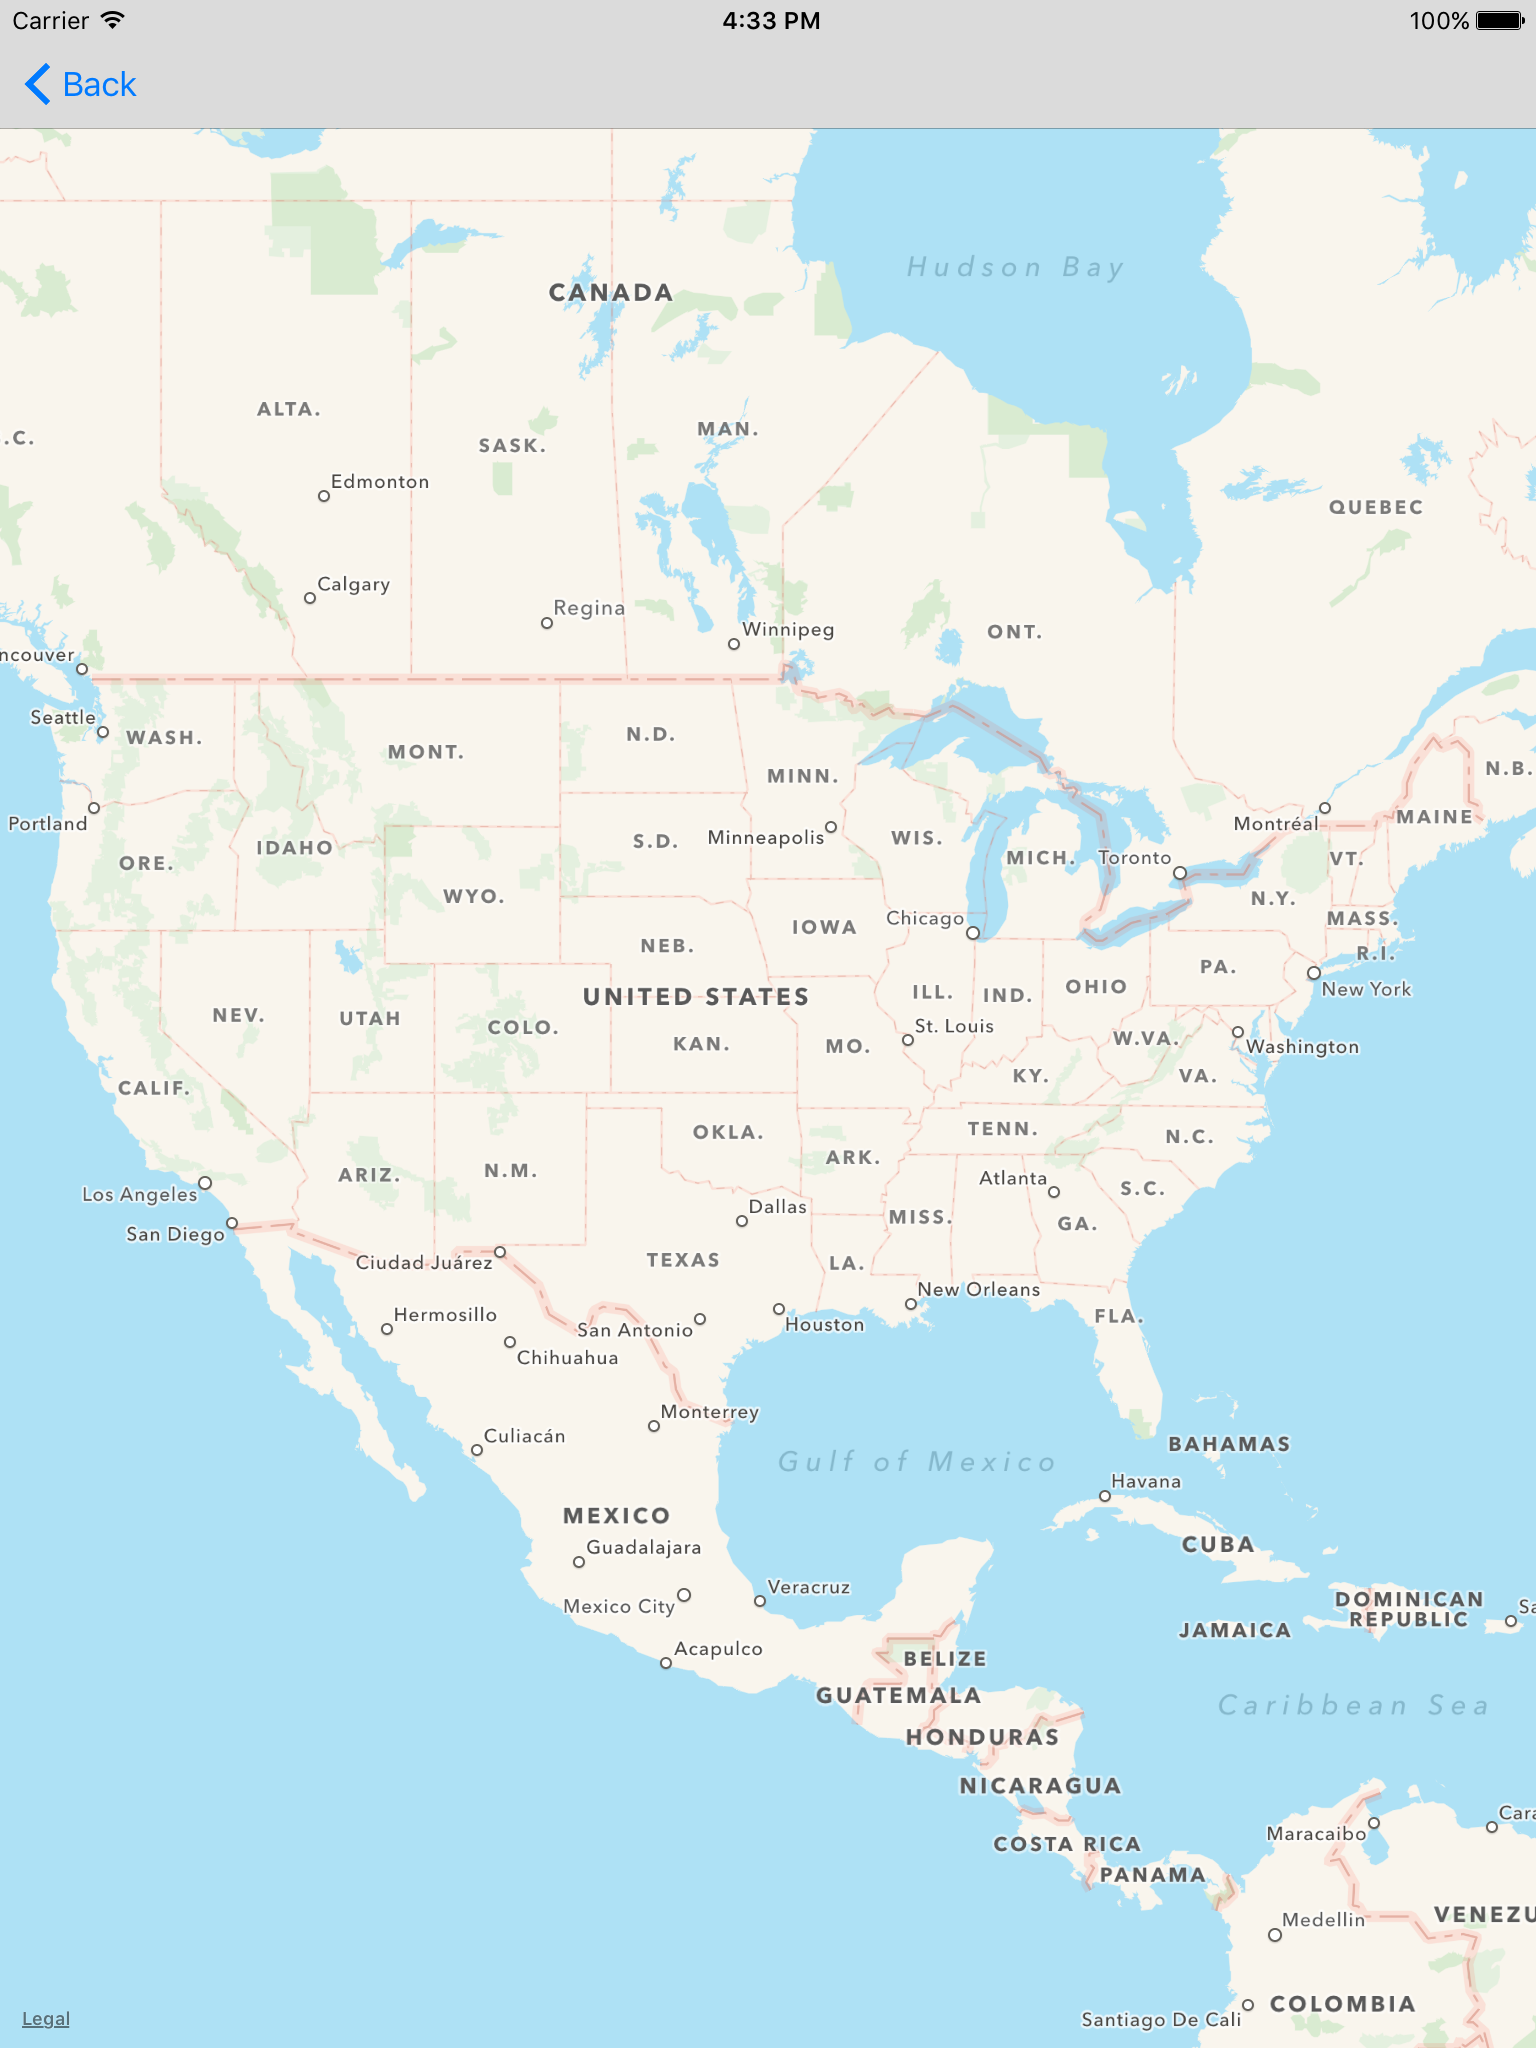 Carrier
4:33 PM
100%
Back
Hudson Bay
CANADA
ALTA.
.C.
SASK.
MAN.
Edmonton
QUEBEC
Calgary
Regina
Winnipeg
ONT.
ncouver
Seattle
WASH.
MONT.
N.D.
MINN.
N.B.
Portland
Minneapolis
WIS.
Montréal
MAINE
ORE.
IDAHO
S.D.
MICH.
Toronto
VT.
WYO.
N.Y.
IOWA
Chicago
MASS.
NEB.
R.I.
PA.
UNITED STATES
ILL.
IND.
OHIO
New York
NEV.
UTAH
COLO.
St. Louis
KAN.
MO.
W.VA.
Washington
CALIF.
KY.
VA.
OKLA.
TENN.
N.C.
ARK.
ARIZ.
N.M.
Atlanta
S.C.
Los Angeles
Dallas
MISS.
GA.
San Diego
Ciudad Juárez
TEXAS
LA.
New Orleans
Hermosillo
San Antonio
Houston
FLA.
Chihuahua
Monterrey
Culiacán
Gulf of Mexico
BAHAMAS
Havana
MEXICO
Guadalajara
CUBA
Veracruz
Mexico City
DOMINICAN
REPUBLIC
Sa
JAMAICA
Acapulco
BELIZE
GUATEMALA
Caribbean Sea
HONDURAS
NICARAGUA
Cara
Maracaibo
COSTA RICA
PANAMA
Medellin
VENEZU
COLOMBIA
Santiago De Cali
Legal